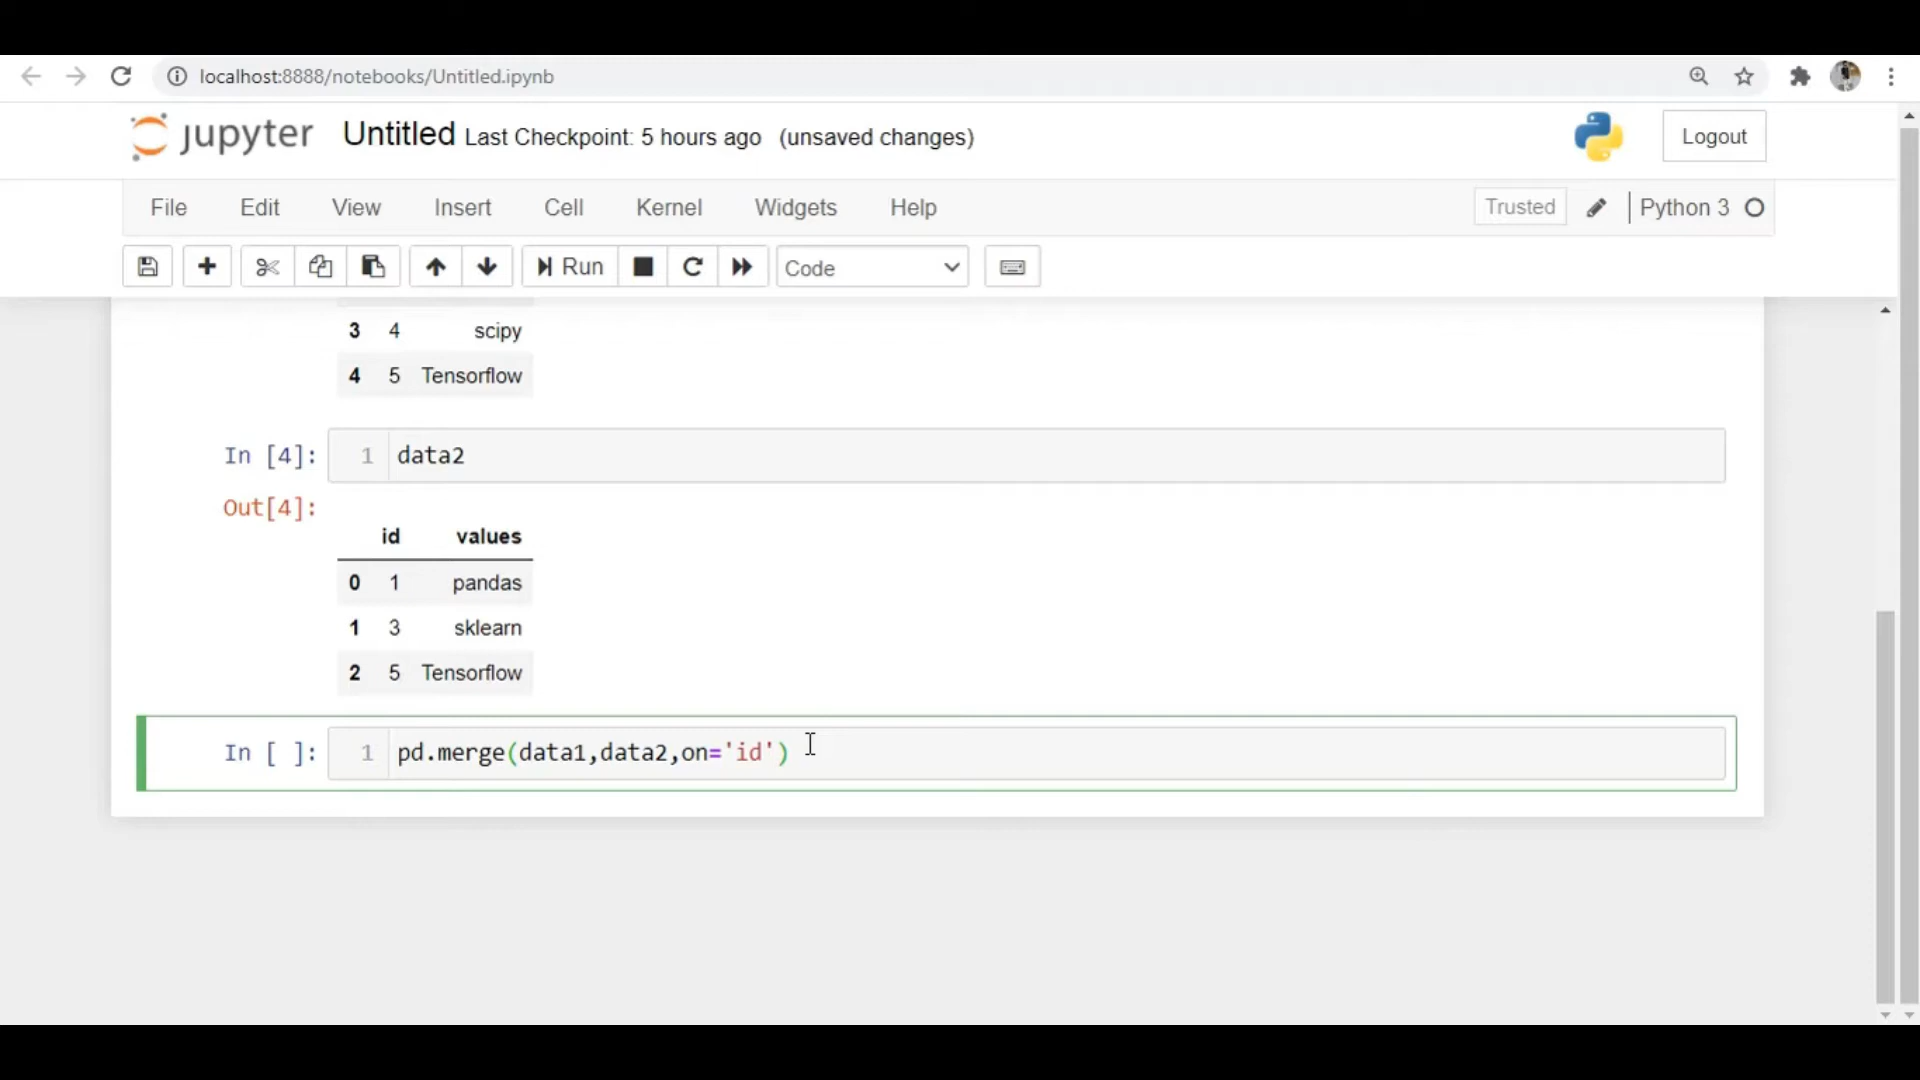 localhost:8888/notebooks/Untitled.ipynb
jupyter Untitled Last Checkpoint: 5 hours ago (unsaved changes) Logout
File Edit View Insert Cell Kernel Widgets Help Trusted Python 3
Run Code
3 4 scipy
4 5 Tensorflow
In [4]: 1 data2
Out[4]:
id values
0 1 pandas
1 3 sklearn
2 5 Tensorflow
In [ ]: 1 pd.merge(data1,data2,on='id')